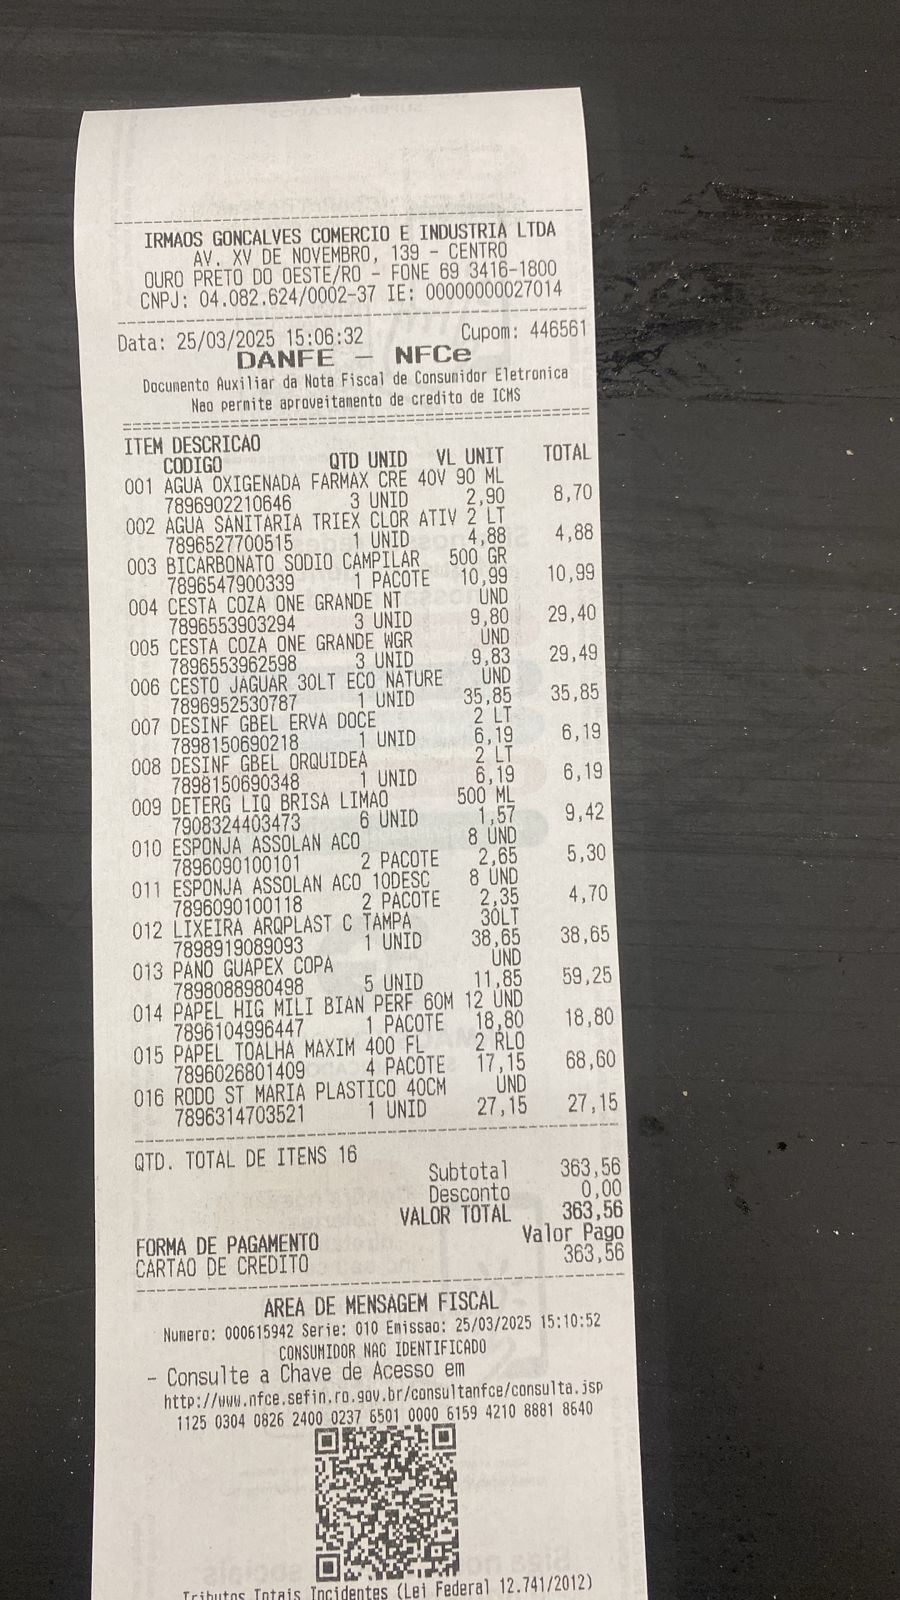 IRMAOS GONCALVES COMERCIO E INDUSTRIA LTDA
AV. XV DE NOVEMBRO, 139 - CENTRO
OURO PRETO DO OESTE/RO - FONE 69 3416-1800
CNPJ: 04.082.624/0002-37 IE: 00000000027014
Data: 25/03/2025 15:06:32 Cupom: 446561
DANFE - NFCe
Documento Auxiliar da Nota Fiscal de Consumidor Eletronica
Nao permite aproveitamento de credito de ICMS
ITEM DESCRICAO
CODIGO QTD UNID VL UNIT TOTAL
001 AGUA OXIGENADA FARMAX CRE 40V 90 ML
7896902210646 3 UNID 2,90 8,70
002 AGUA SANITARIA TRIEX CLOR ATIV 2 LT
7896527700515 1 UNID 4,88 4,88
003 BICARBONATO SODIO CAMPILAR 500 GR
7896547900339 1 PACOTE 10,99 10,99
004 CESTA COZA ONE GRANDE NT UND
7896553903294 3 UNID 9,80 29,40
005 CESTA COZA ONE GRANDE WGR UND
7896553962598 3 UNID 9,83 29,49
006 CESTO JAGUAR 30LT ECO NATURE UND
7896952530787 1 UNID 35,85 35,85
007 DESINF GBEL ERVA DOCE 2 LT
7898150690218 1 UNID 6,19 6,19
008 DESINF GBEL ORQUIDEA 2 LT
7898150690348 1 UNID 6,19 6,19
009 DETERG LIQ BRISA LIMAO 500 ML
7908324403473 6 UNID 1,57 9,42
010 ESPONJA ASSOLAN ACO 8 UND
7896090100101 2 PACOTE 2,65 5,30
011 ESPONJA ASSOLAN ACO 10DESC 8 UND
7896090100118 2 PACOTE 2,35 4,70
012 LIXEIRA ARQPLAST C TAMPA 30LT
7898919089093 1 UNID 38,65 38,65
013 PANO GUAPEX COPA UND
7898088980498 5 UNID 11,85 59,25
014 PAPEL HIG MILI BIAN PERF 60M 12 UND
7896104996447 1 PACOTE 18,80 18,80
015 PAPEL TOALHA MAXIM 400 FL 2 RLO
7896026801409 4 PACOTE 17,15 68,60
016 RODO ST MARIA PLASTICO 40CM UND
7896314703521 1 UNID 27,15 27,15
QTD. TOTAL DE ITENS 16
Subtotal 363,56
Desconto 0,00
VALOR TOTAL 363,56
FORMA DE PAGAMENTO Valor Pago
CARTAO DE CREDITO 363,56
AREA DE MENSAGEM FISCAL
Numero: 000615942 Serie: 010 Emissao: 25/03/2025 15:10:52
CONSUMIDOR NAO IDENTIFICADO
- Consulte a Chave de Acesso em
http://www.nfce.sefin.ro.gov.br/consultanfce/consulta.jsp
1125 0304 0826 2400 0237 6501 0000 6159 4210 8881 8640
Tributos Totais Incidentes (Lei Federal 12.741/2012)